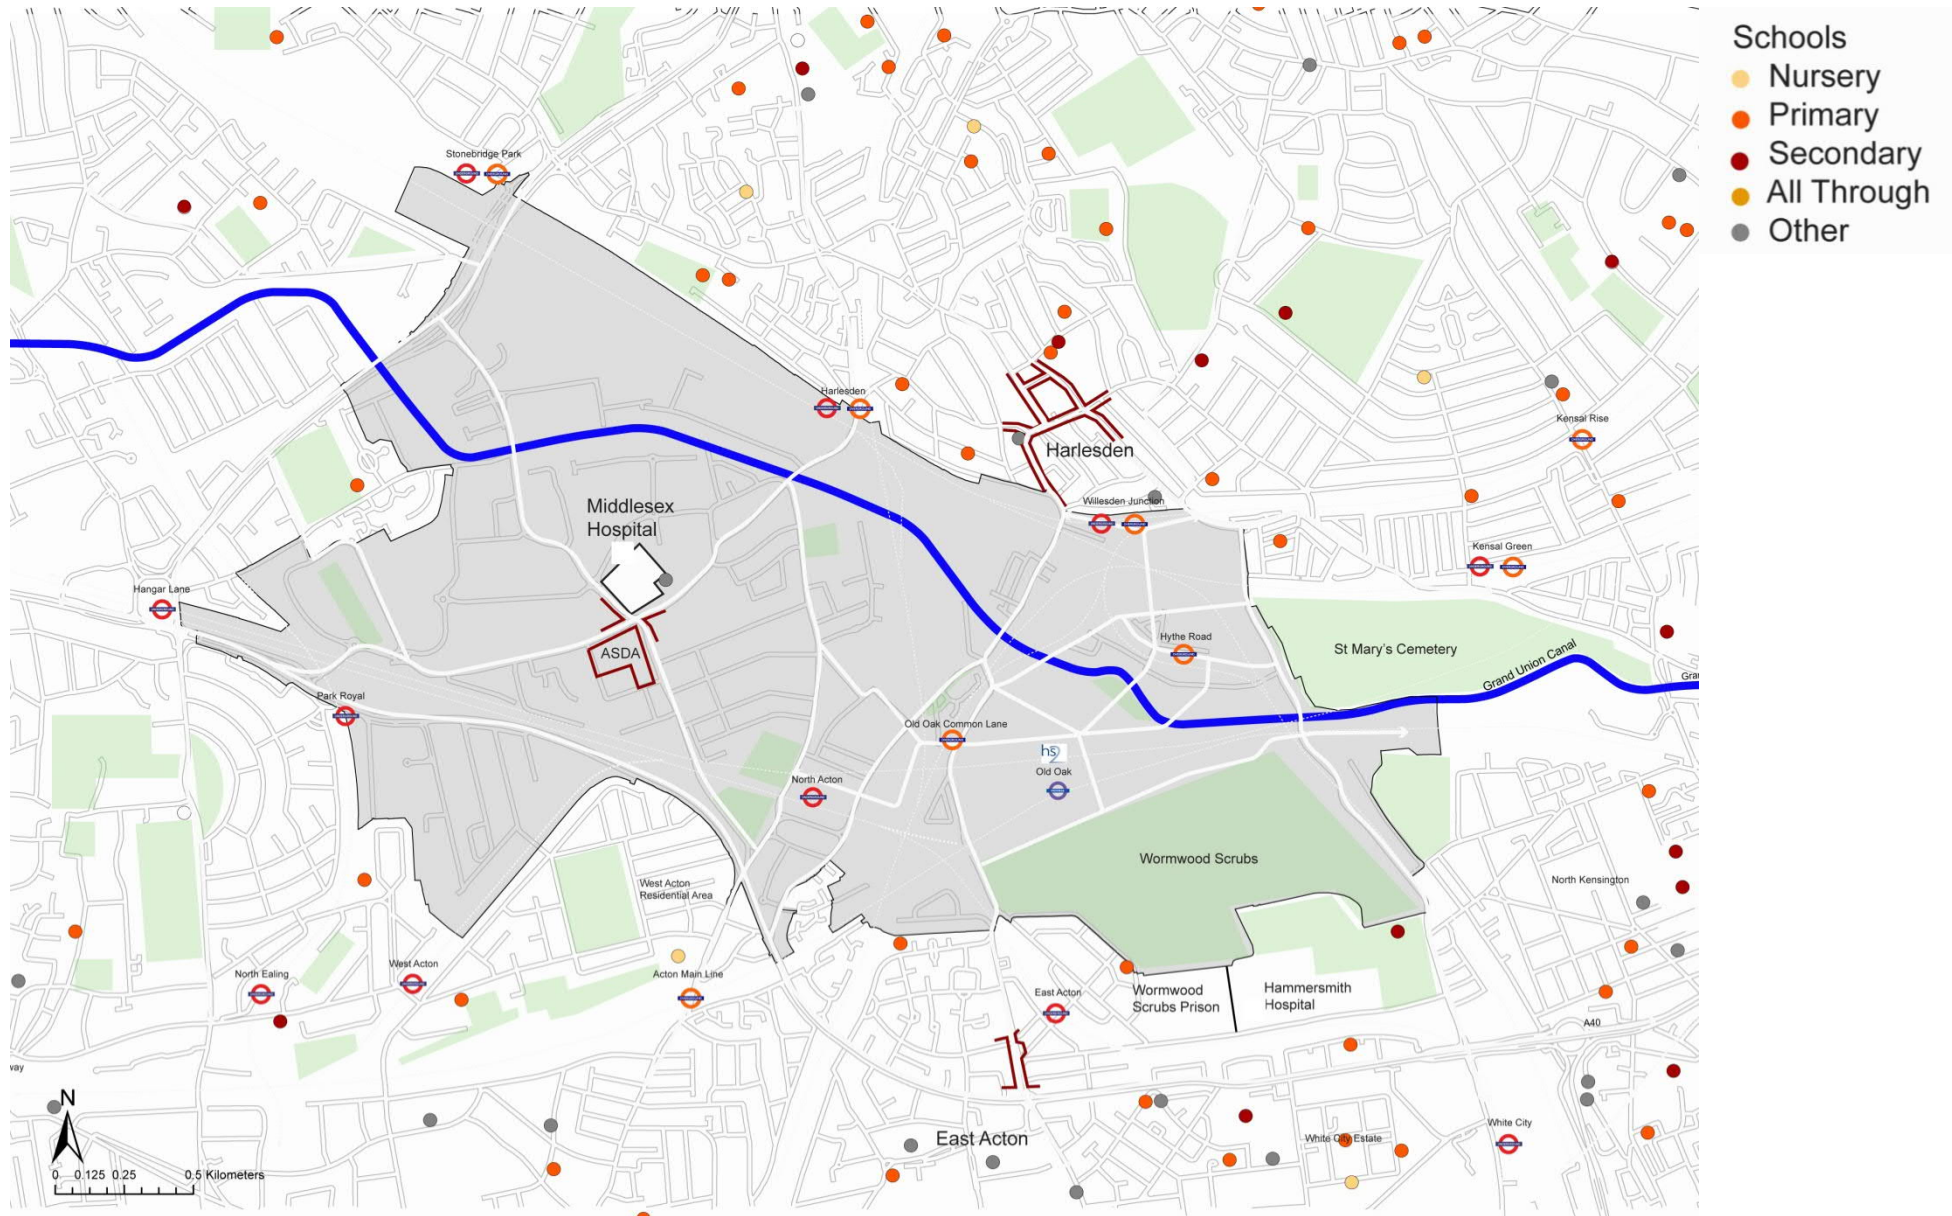 Schools
Nursery
Primary
Secondary
All Through
Other
Stonebridge Park
Harlesden
Harlesden
Kensal Rise
Middlesex
Hospital
Willesden Junction
Kensal Green
Hangar Lane
ASDA
Hythe Road
St Mary's Cemetery
Grand Union Canal
Gra
Park Royal
Old Oak Common Lane
hs2
Old Oak
North Acton
Wormwood Scrubs
West Acton
Residential Area
North Kensington
North Ealing
West Acton
Acton Main Line
East Acton
Wormwood
Scrubs Prison
Hammersmith
Hospital
A40
way
N
East Acton
White City Estate
White City
0 0.125 0.25 0.5 Kilometers